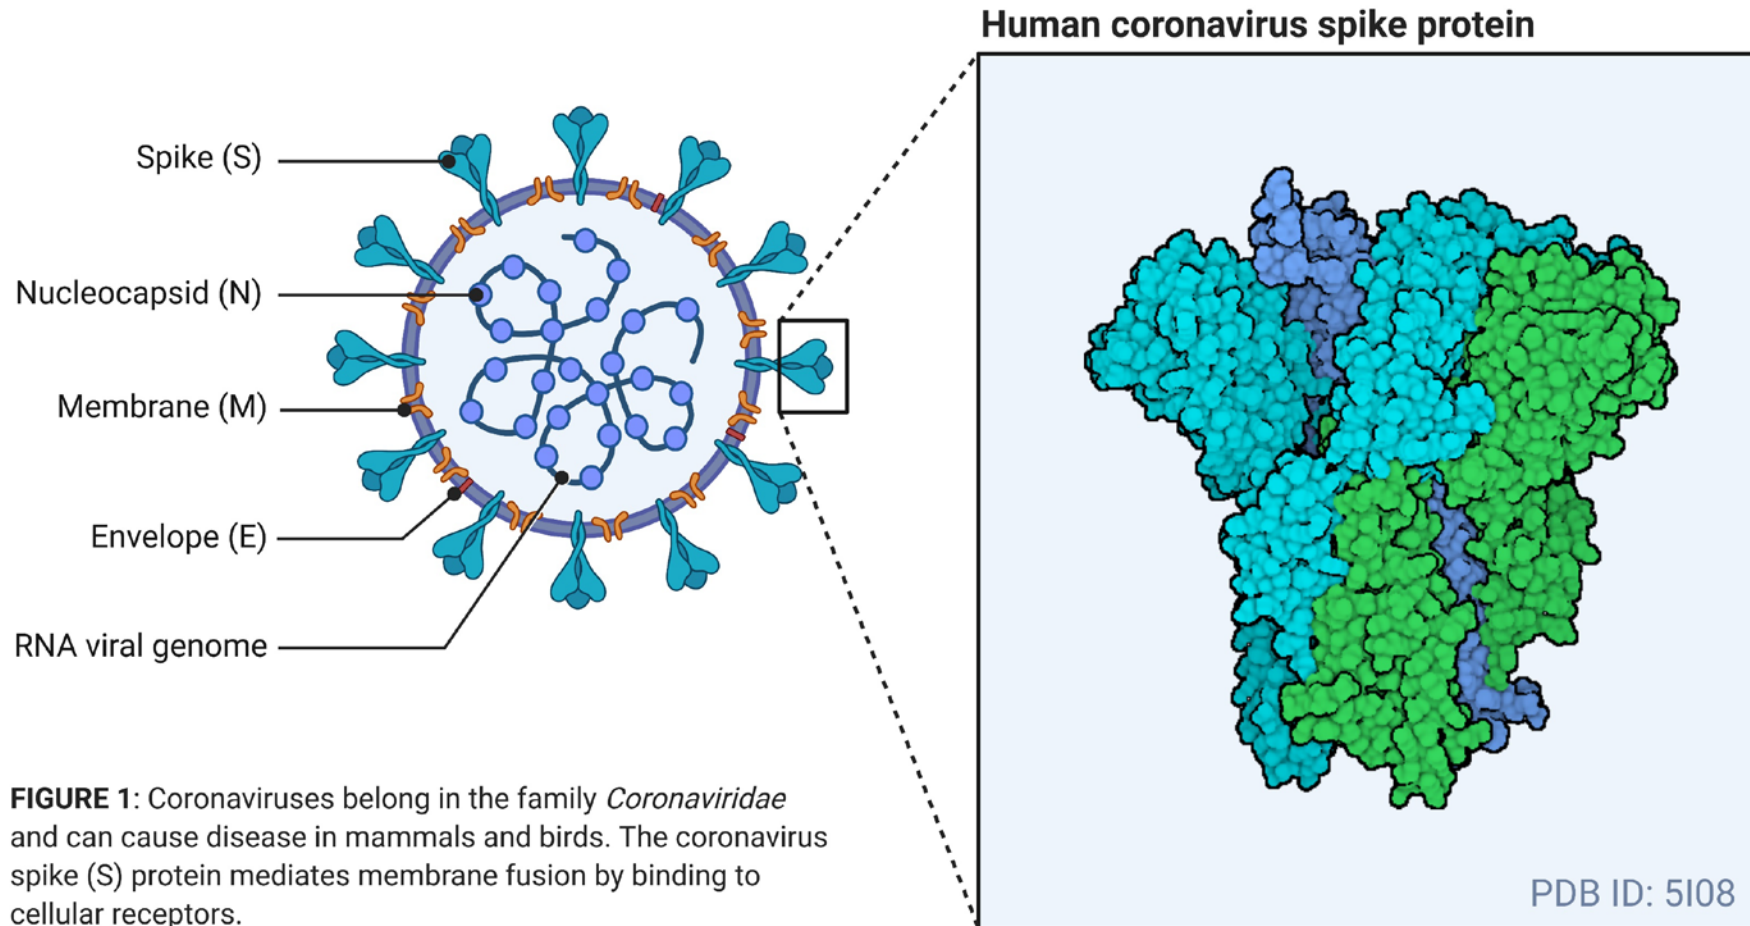 Human coronavirus spike protein
Spike (S)
Nucleocapsid (N)
Membrane (M)
Envelope (E)
RNA viral genome
FIGURE 1: Coronaviruses belong in the family Coronaviridae
and can cause disease in mammals and birds. The coronavirus
spike (S) protein mediates membrane fusion by binding to
cellular receptors.
PDB ID: 5I08